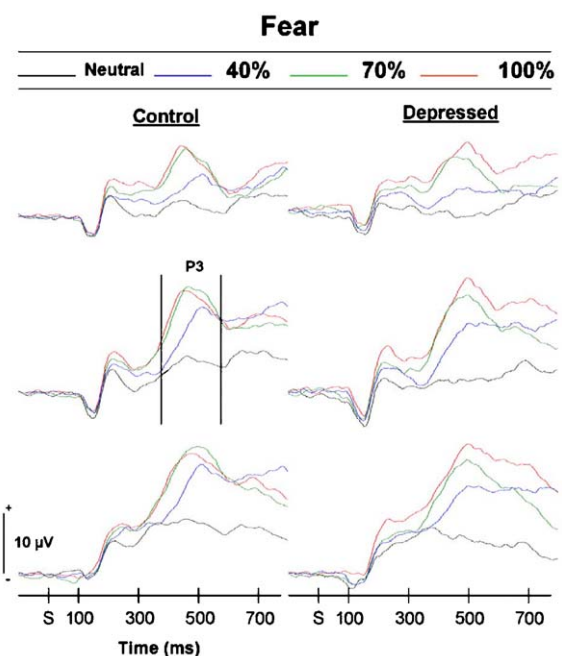 Fear
Neutral 40% 70% 100%
Control Depressed
P3
+
10 µV
-
S 100 300 500 700 S 100 300 500 700
Time (ms)